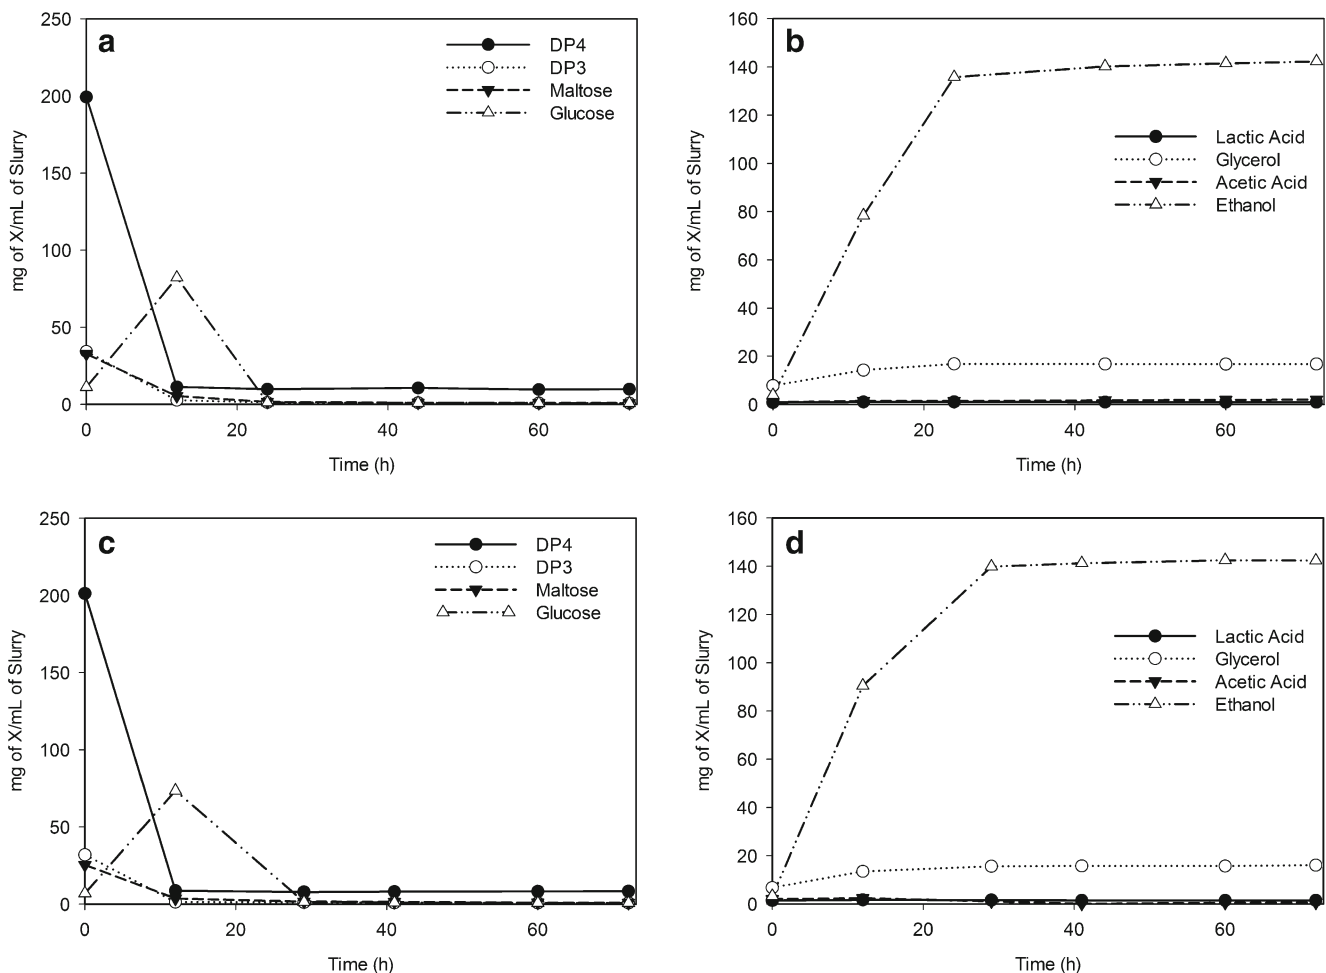 a
250
200
150
100
50
0
mg of X/mL of Slurry
DP4
DP3
Maltose
Glucose
0
20
40
60
Time (h)
b
160
140
120
100
80
60
40
20
0
mg of X/mL of Slurry
Lactic Acid
Glycerol
Acetic Acid
Ethanol
0
20
40
60
Time (h)
c
250
200
150
100
50
0
mg of X/mL of Slurry
DP4
DP3
Maltose
Glucose
0
20
40
60
Time (h)
d
160
140
120
100
80
60
40
20
0
mg of X/mL of Slurry
Lactic Acid
Glycerol
Acetic Acid
Ethanol
0
20
40
60
Time (h)